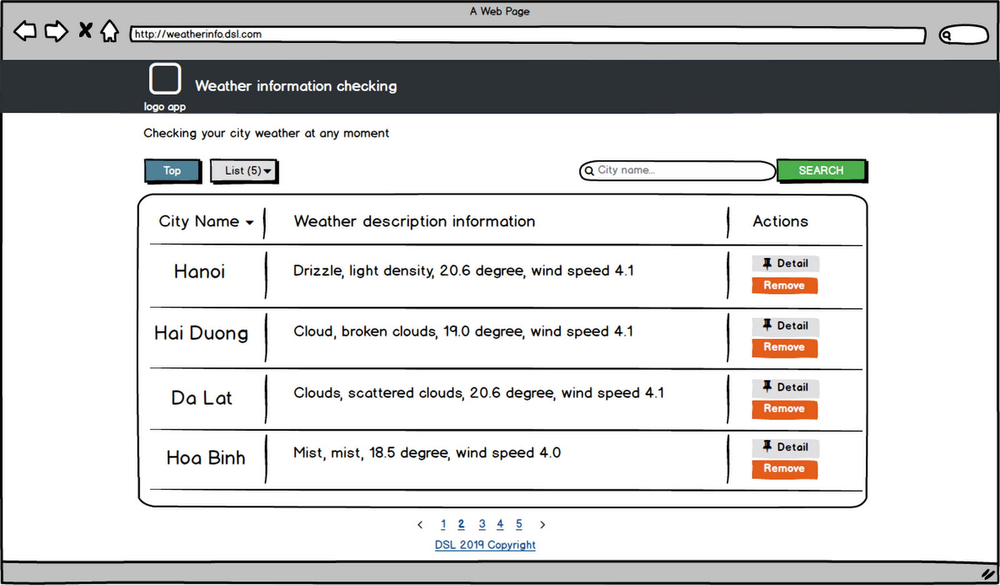 A Web Page
http://weatherinfo.dsl.com
Weather information checking
logo app
Checking your city weather at any moment
Top List (5) City name... SEARCH
City Name Weather description information Actions
Hanoi Drizzle, light density, 20.6 degree, wind speed 4.1 Detail
Remove
Hai Duong Cloud, broken clouds, 19.0 degree, wind speed 4.1 Detail
Remove
Da Lat Clouds, scattered clouds, 20.6 degree, wind speed 4.1 Detail
Remove
Hoa Binh Mist, mist, 18.5 degree, wind speed 4.0 Detail
Remove
< 1 2 3 4 5 >
DSL 2019 Copyright